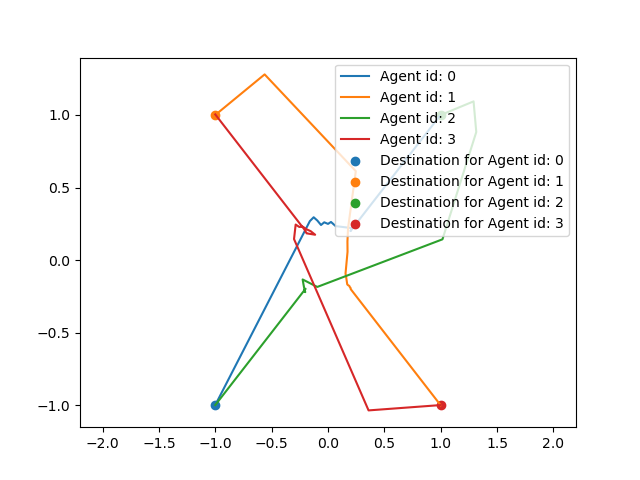 Agent id: 0
Agent id: 1
Agent id: 2
Agent id: 3
Destination for Agent id: 0
Destination for Agent id: 1
Destination for Agent id: 2
Destination for Agent id: 3
1.0
0.5
0.0
−0.5
−1.0
−2.0 −1.5 −1.0 −0.5 0.0 0.5 1.0 1.5 2.0